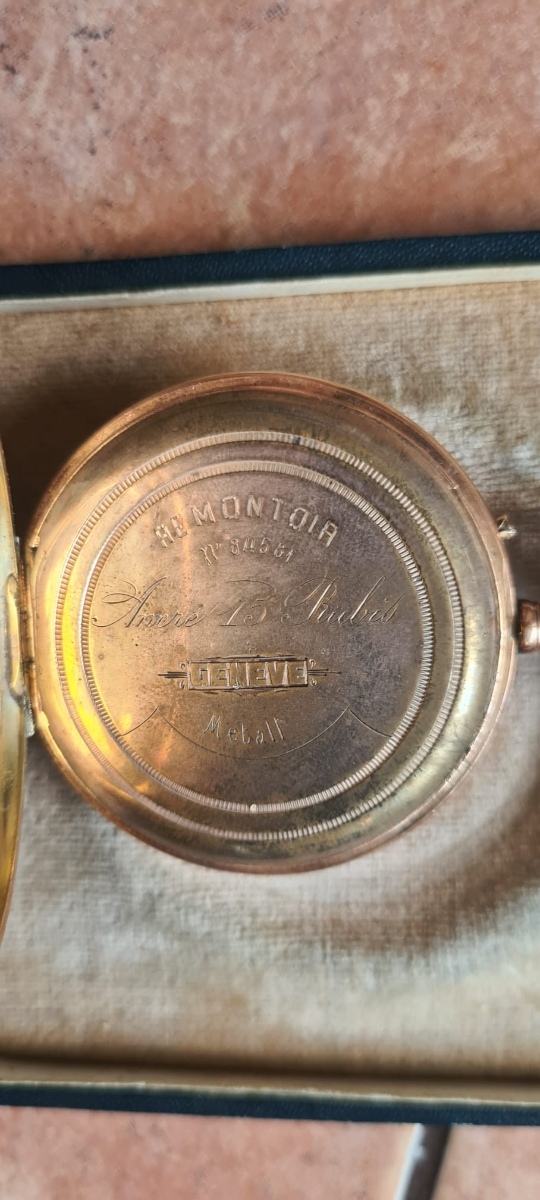 REMONTOIR
Nº 84561
Ancre 15 Rubis
GENEVE
Metall